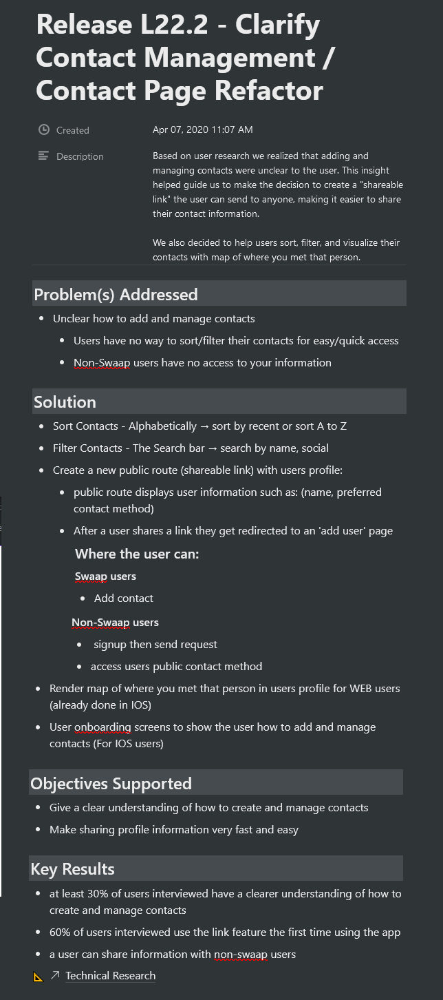 Release L22.2 - Clarify
Contact Management /
Contact Page Refactor
Created Apr 07, 2020 11:07 AM
Description Based on user research we realized that adding and
managing contacts were unclear to the user. This insight
helped guide us to make the decision to create a "shareable
link" the user can send to anyone, making it easier to share
their contact information.
We also decided to help users sort, filter, and visualize their
contacts with map of where you met that person.
Problem(s) Addressed
• Unclear how to add and manage contacts
• Users have no way to sort/filter their contacts for easy/quick access
• Non-Swaap users have no access to your information
Solution
• Sort Contacts - Alphabetically → sort by recent or sort A to Z
• Filter Contacts - The Search bar → search by name, social
• Create a new public route (shareable link) with users profile:
• public route displays user information such as: (name, preferred
contact method)
• After a user shares a link they get redirected to an 'add user' page
Where the user can:
Swaap users
• Add contact
Non-Swaap users
• signup then send request
• access users public contact method
• Render map of where you met that person in users profile for WEB users
(already done in IOS)
• User onboarding screens to show the user how to add and manage
contacts (For IOS users)
Objectives Supported
• Give a clear understanding of how to create and manage contacts
• Make sharing profile information very fast and easy
Key Results
• at least 30% of users interviewed have a clearer understanding of how to
create and manage contacts
• 60% of users interviewed use the link feature the first time using the app
• a user can share information with non-swaap users
Technical Research